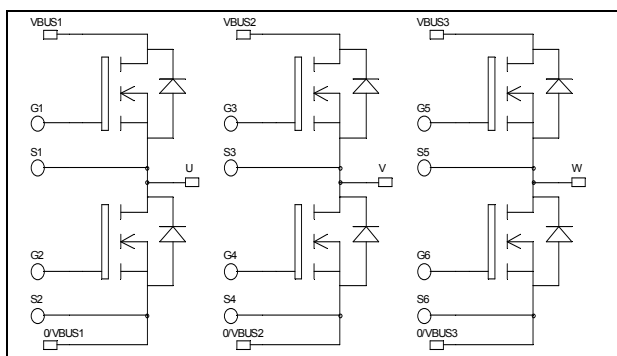 VBUS1 VBUS2 VBUS3
G1 G3 G5
S1 S3 S5
U V W
G2 G4 G6
S2 S4 S6
0/VBUS1 0/VBUS2 0/VBUS3